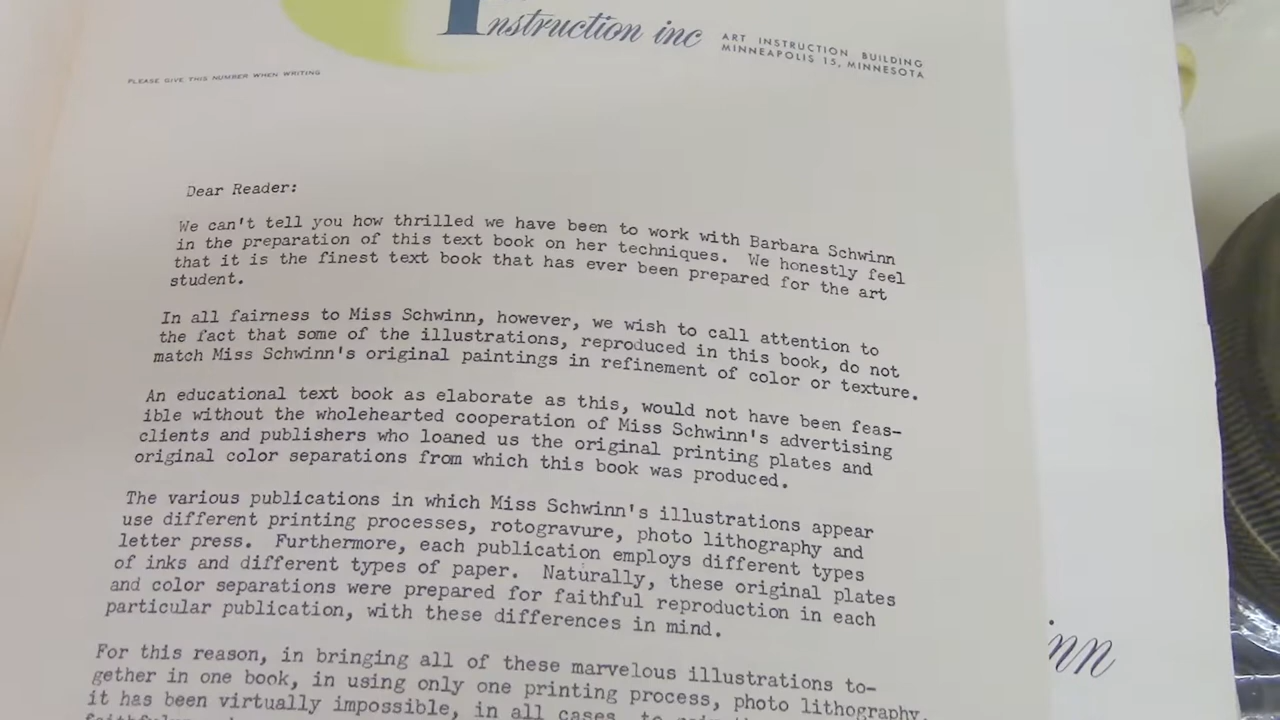 nstruction inc
ART INSTRUCTION BUILDING
MINNEAPOLIS 15, MINNESOTA
PLEASE GIVE THIS NUMBER WHEN WRITING
Dear Reader:
We can't tell you how thrilled we have been to work with Barbara Schwinn
in the preparation of this text book on her techniques. We honestly feel
that it is the finest text book that has ever been prepared for the art
student.
In all fairness to Miss Schwinn, however, we wish to call attention to
the fact that some of the illustrations, reproduced in this book, do not
match Miss Schwinn's original paintings in refinement of color or texture.
An educational text book as elaborate as this, would not have been feas-
ible without the wholehearted cooperation of Miss Schwinn's advertising
clients and publishers who loaned us the original printing plates and
original color separations from which this book was produced.
The various publications in which Miss Schwinn's illustrations appear
use different printing processes, rotogravure, photo lithography and
letter press. Furthermore, each publication employs different types
of inks and different types of paper. Naturally, these original plates
and color separations were prepared for faithful reproduction in each
particular publication, with these differences in mind.
For this reason, in bringing all of these marvelous illustrations to-
gether in one book, in using only one printing process, photo lithography,
it has been virtually impossible, in all cases, to
inn